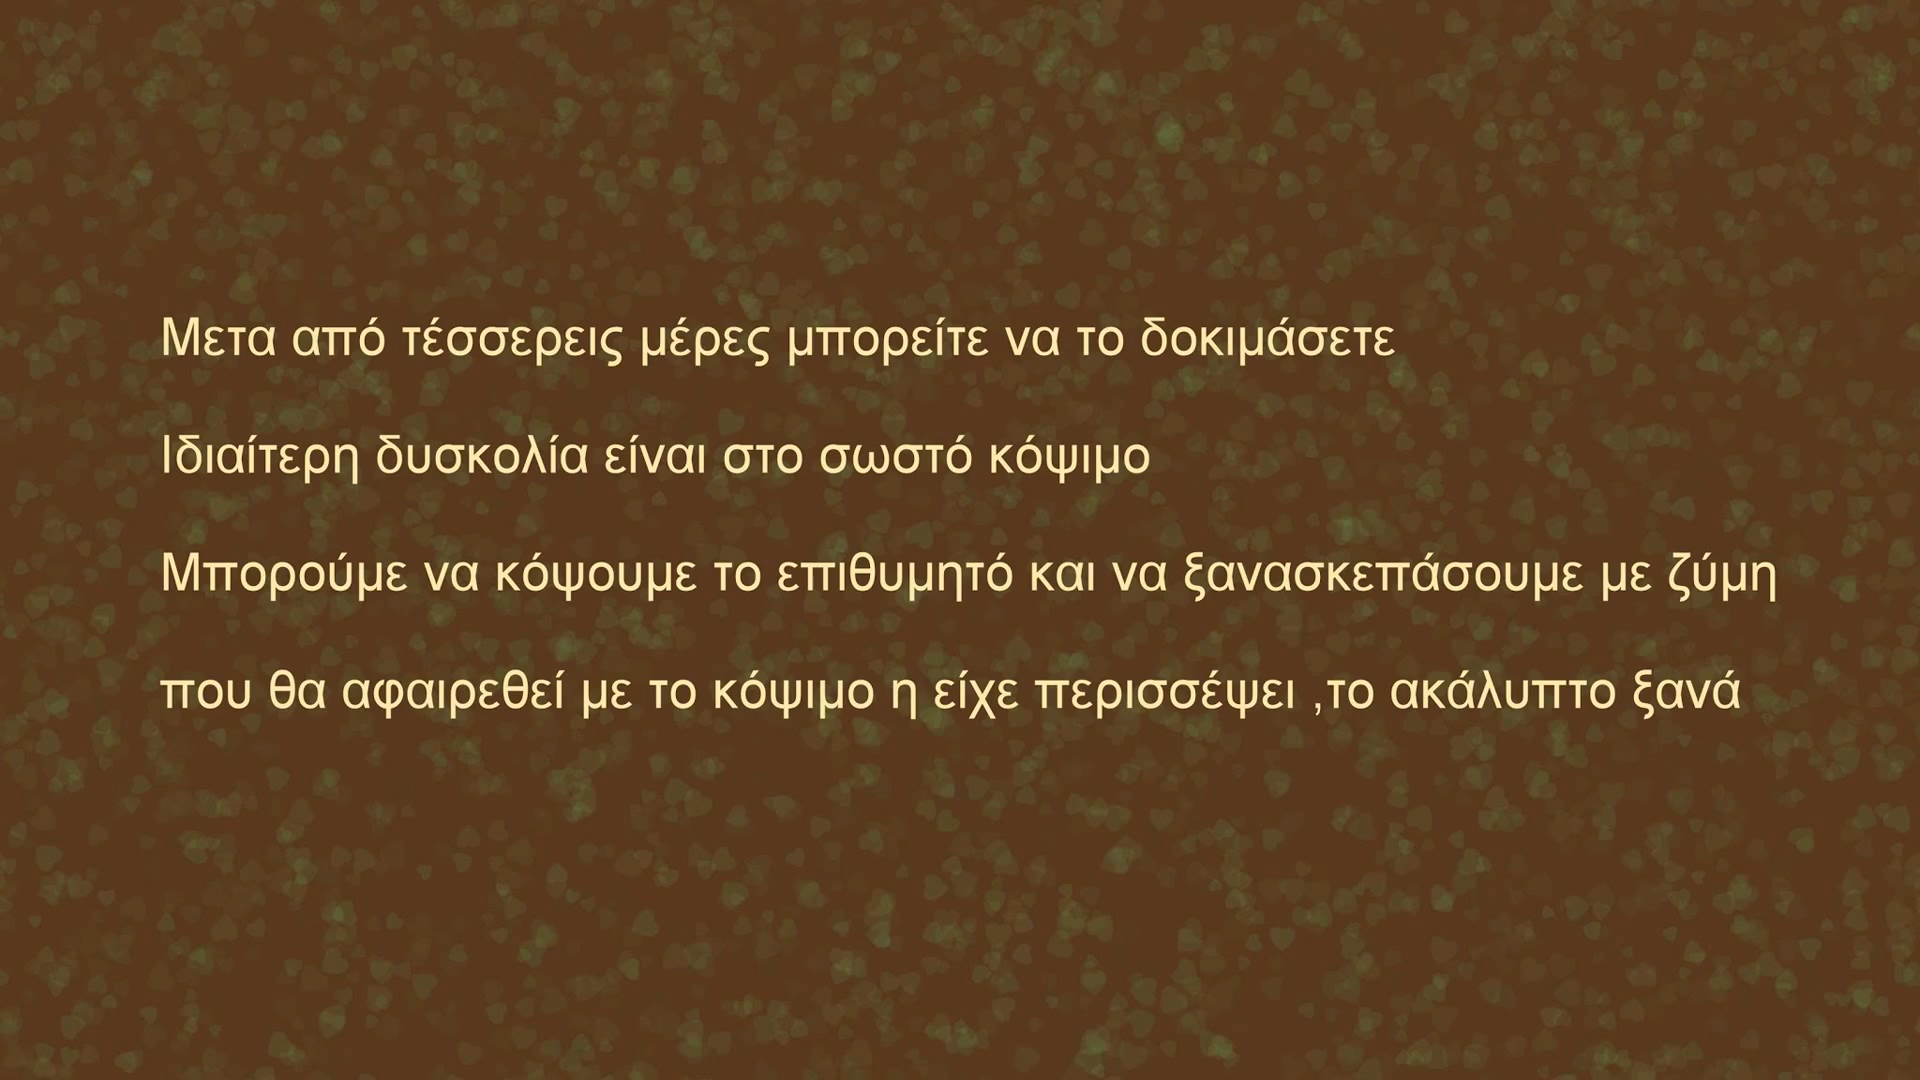 Μετα από τέσσερεις μέρες μπορείτε να το δοκιμάσετε
Ιδιαίτερη δυσκολία είναι στο σωστό κόψιμο
Μπορούμε να κόψουμε το επιθυμητό και να ξανασκεπάσουμε με ζύμη
που θα αφαιρεθεί με το κόψιμο η είχε περισσέψει ,το ακάλυπτο ξανά